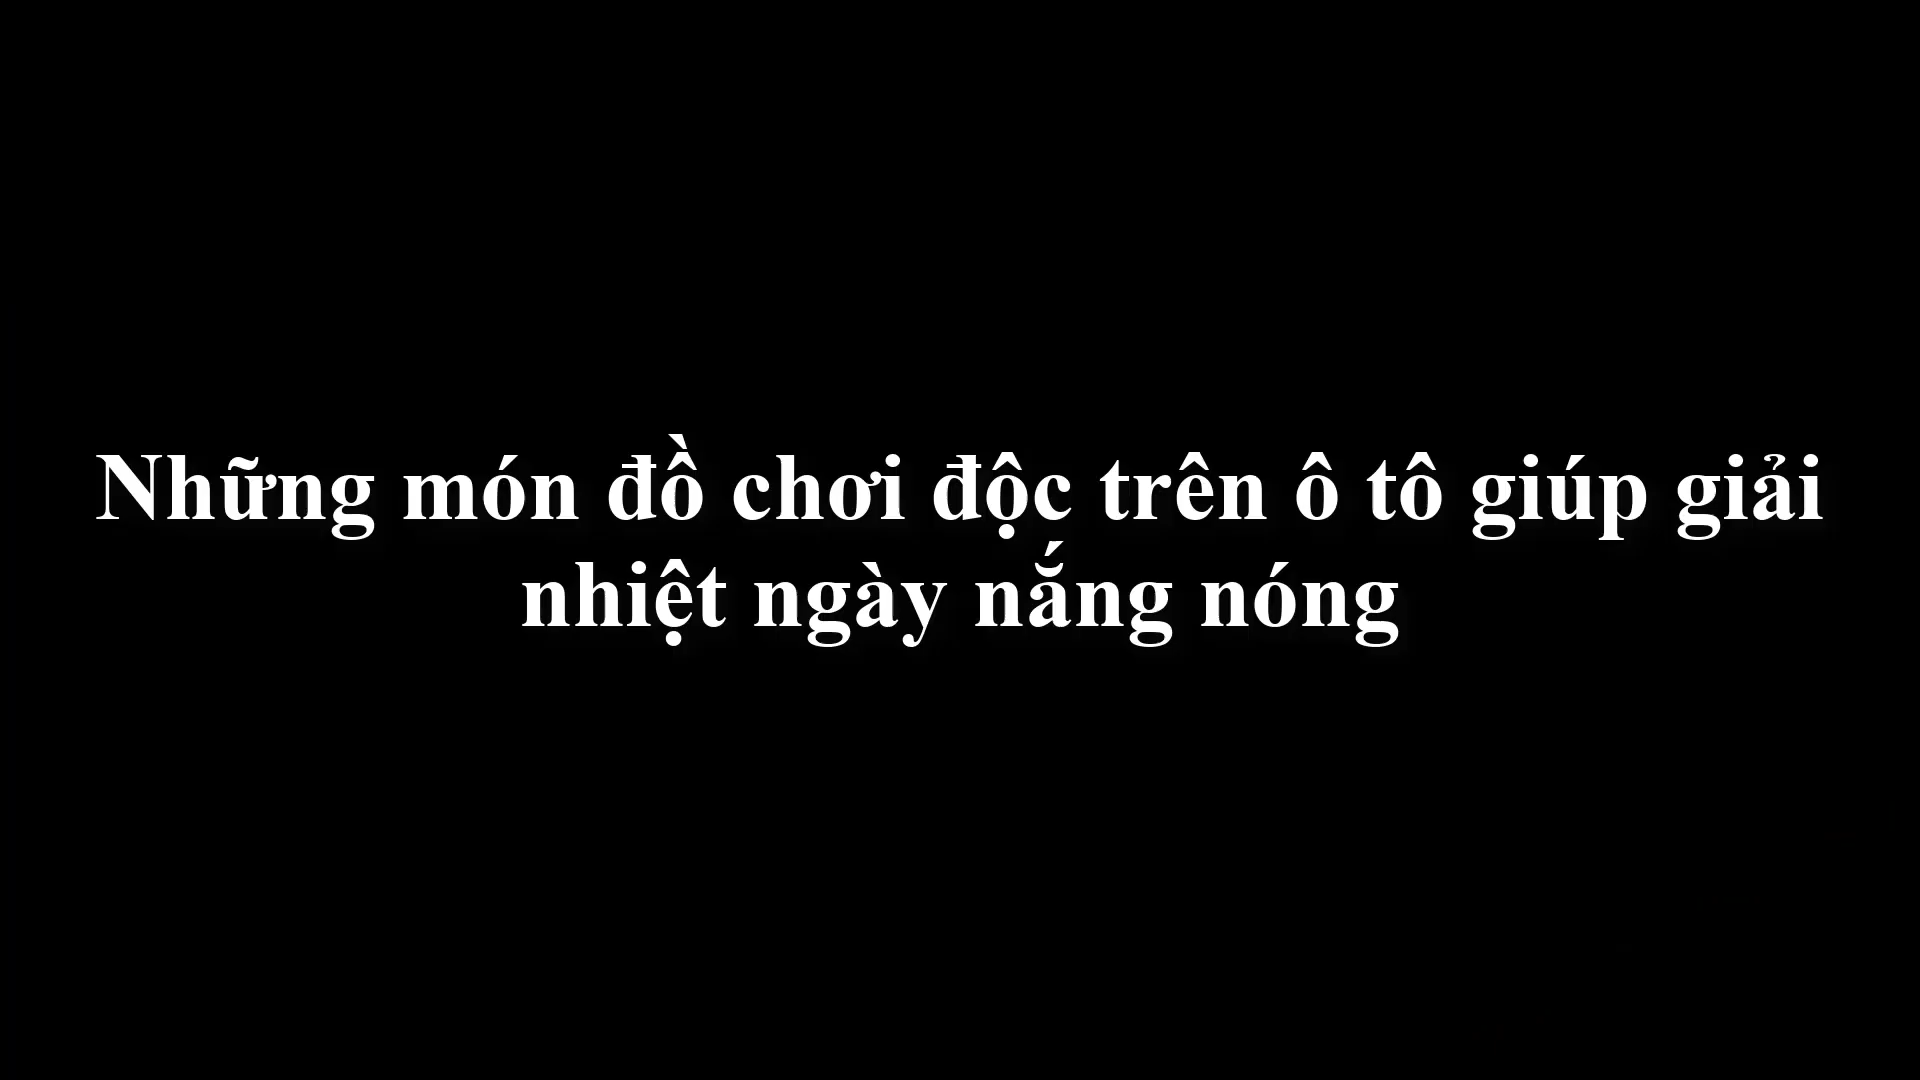 Những món đồ chơi độc trên ô tô giúp giải
nhiệt ngày nắng nóng